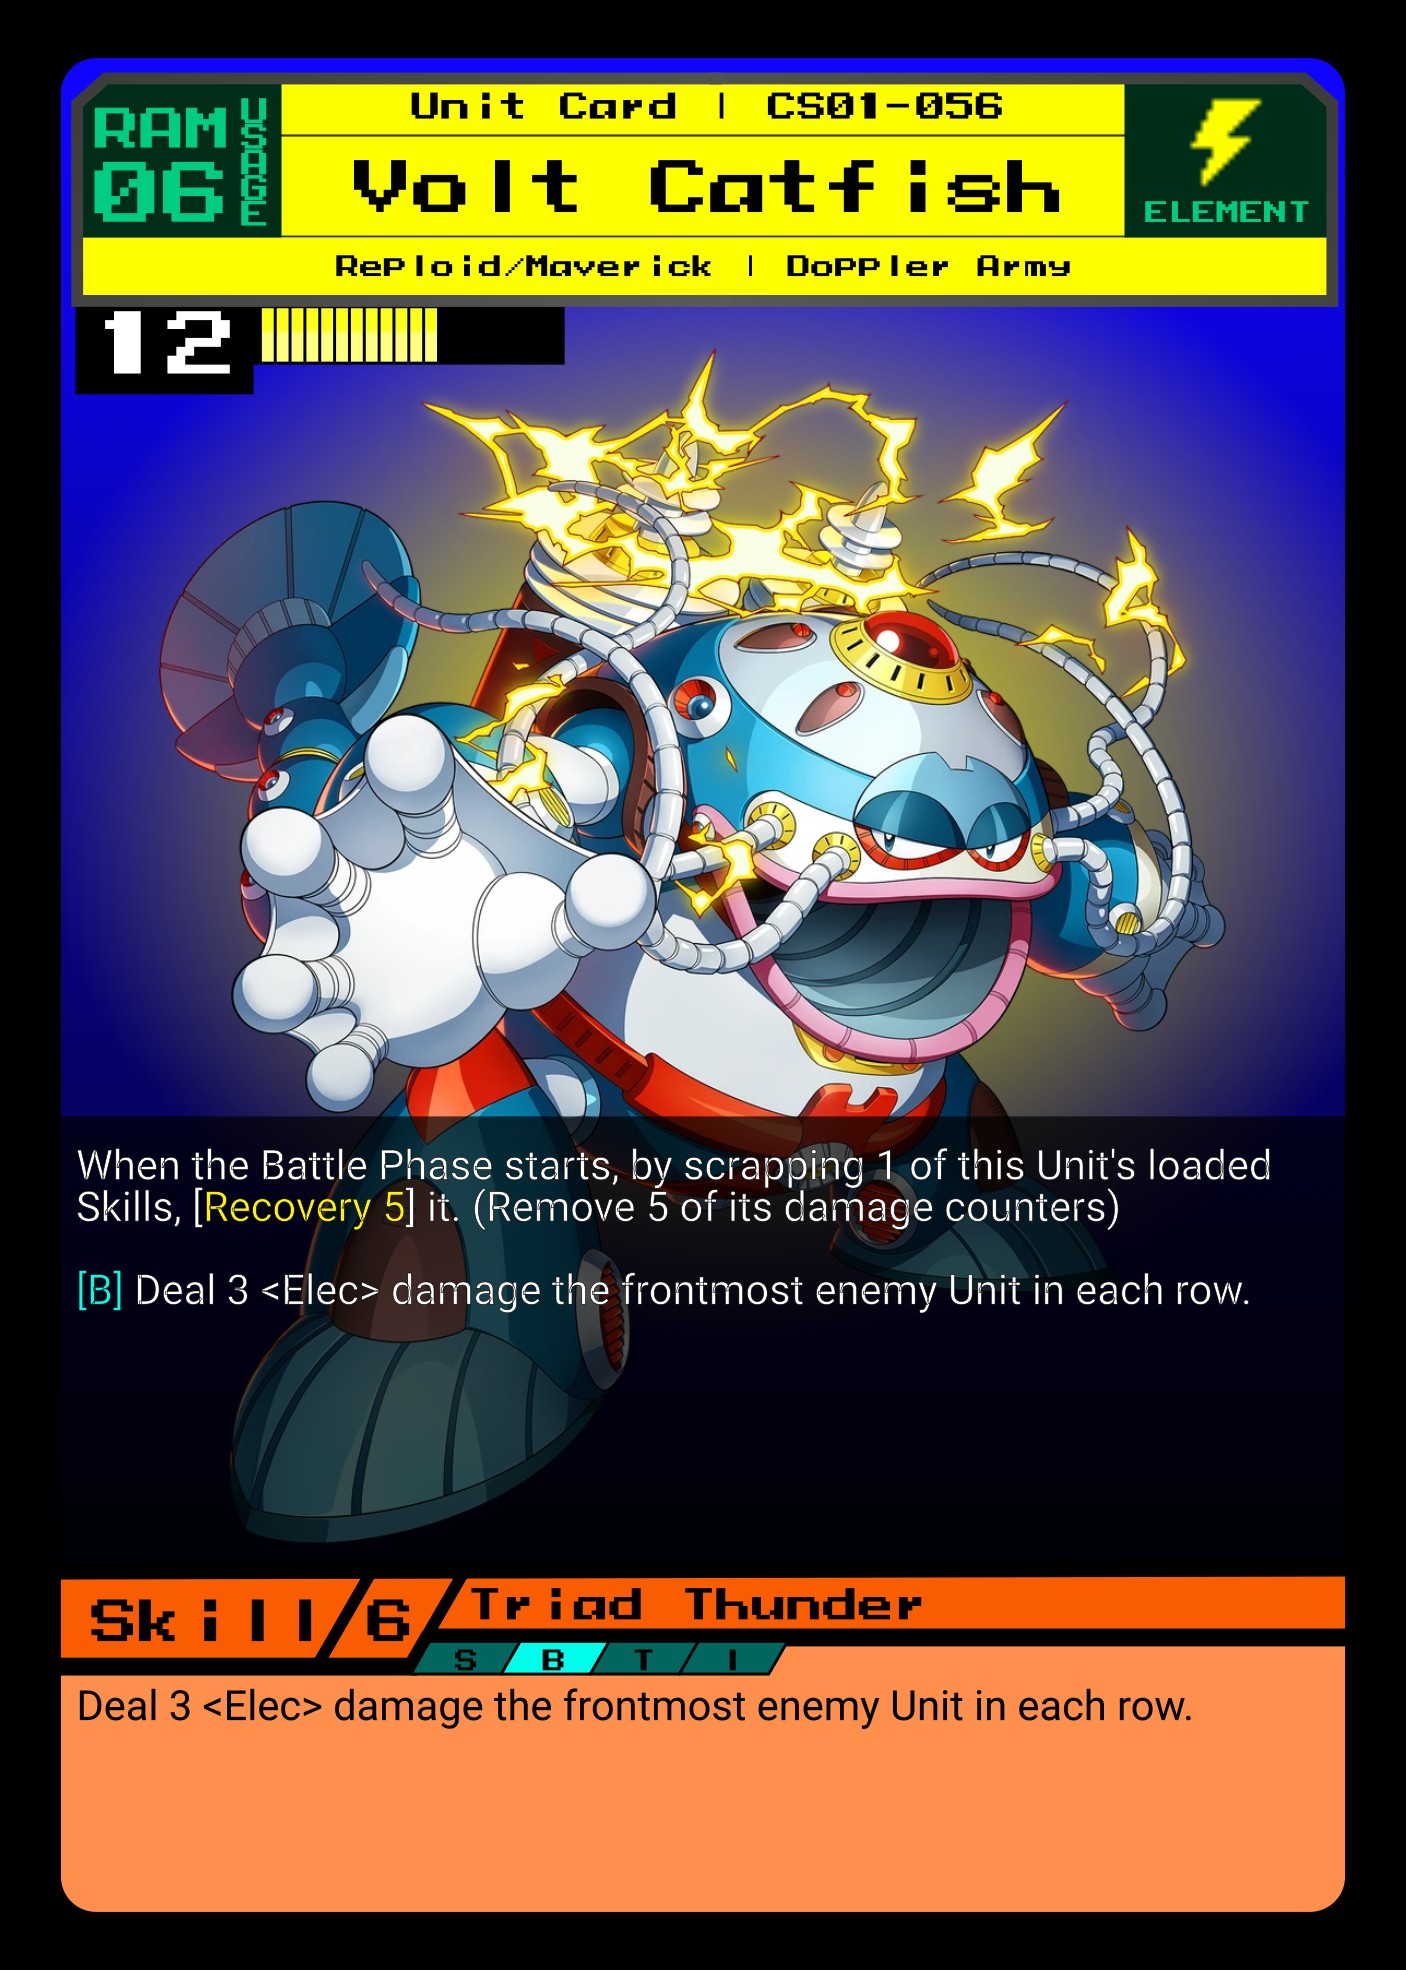 RAM
06
USAGE
Unit Card | CS01-056
Volt Catfish
ELEMENT
Reploid/Maverick | Doppler Army
12
When the Battle Phase starts, by scrapping 1 of this Unit's loaded
Skills, [Recovery 5] it. (Remove 5 of its damage counters)
[B] Deal 3 <Elec> damage the frontmost enemy Unit in each row.
Skill/6
Triad Thunder
S B T I
Deal 3 <Elec> damage the frontmost enemy Unit in each row.